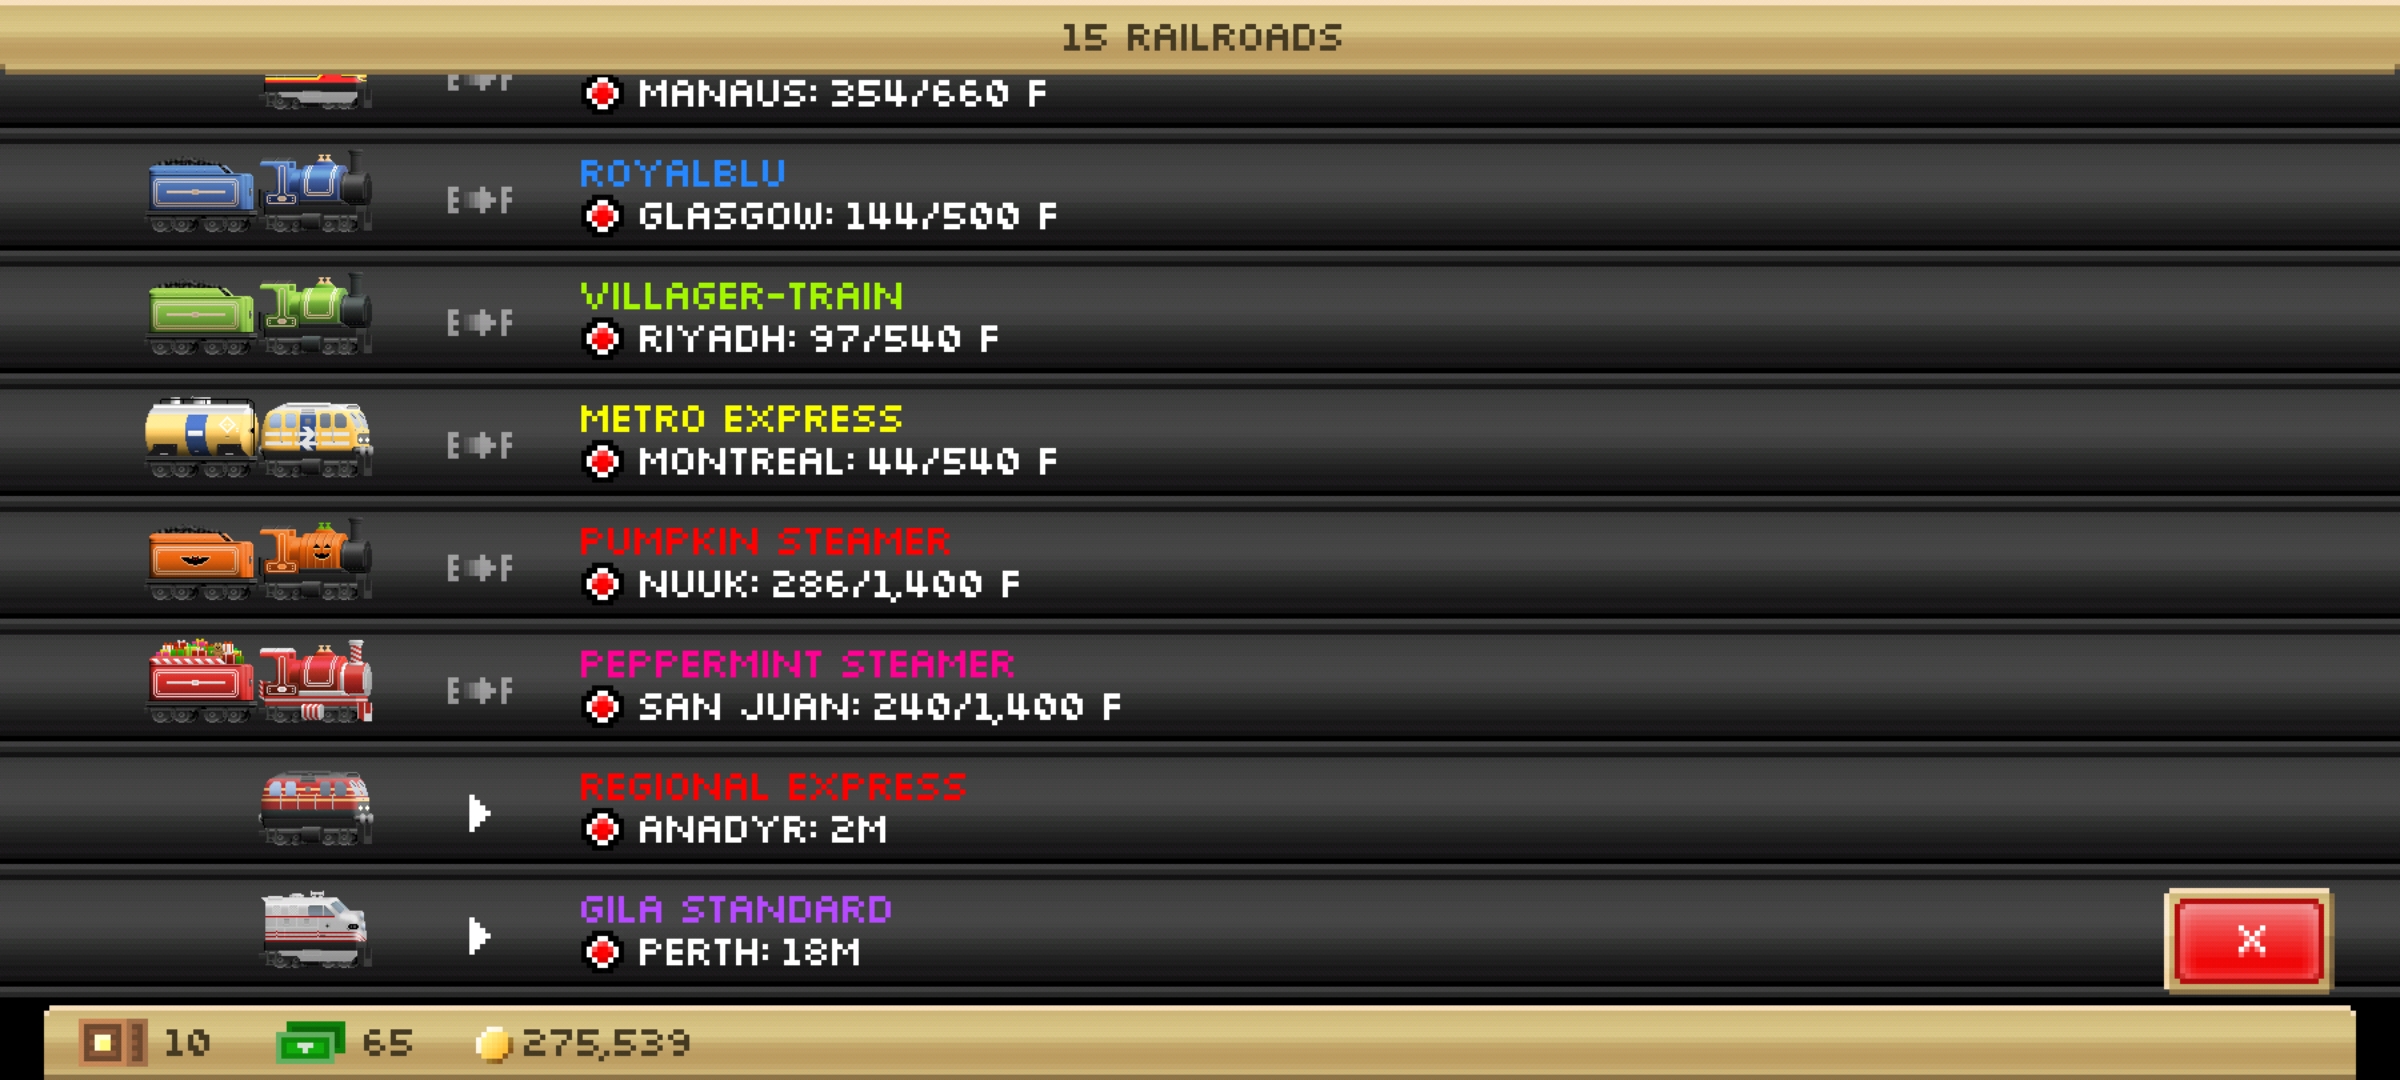 15 RAILROADS
E F MANAUS: 354/660 F
ROYALBLU
E F GLASGOW: 144/500 F
VILLAGER-TRAIN
E F RIYADH: 97/540 F
METRO EXPRESS
E F MONTREAL: 44/540 F
PUMPKIN STEAMER
E F NUUK: 286/1,400 F
PEPPERMINT STEAMER
E F SAN JUAN: 240/1,400 F
REGIONAL EXPRESS
ANADYR: 2M
GILA STANDARD
PERTH: 18M
X
10 65 275,539